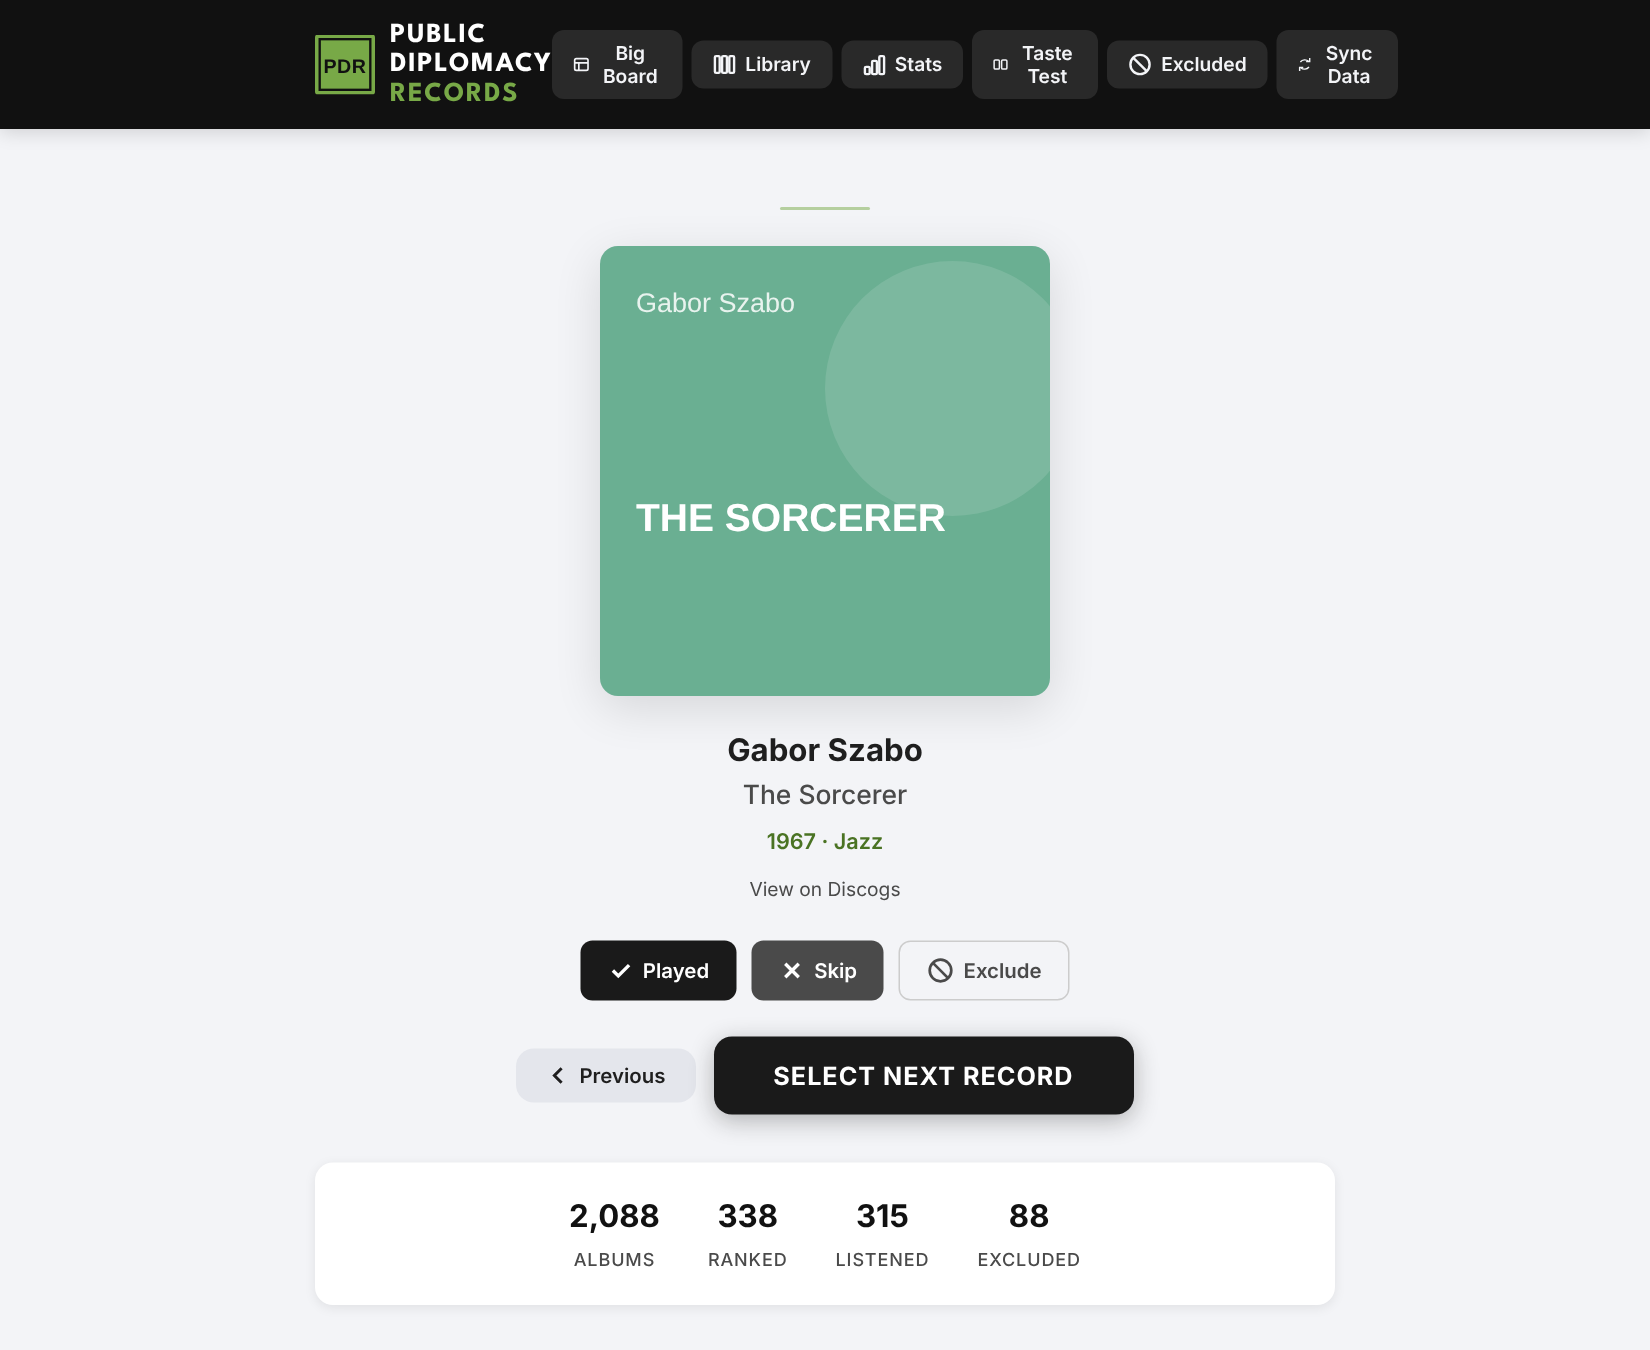 PDR
PUBLIC
DIPLOMACY
RECORDS
Big
Board
Library
Stats
Taste
Test
Excluded
Sync
Data
Gabor Szabo
THE SORCERER
Gabor Szabo
The Sorcerer
1967 · Jazz
View on Discogs
Played
Skip
Exclude
Previous
SELECT NEXT RECORD
2,088
ALBUMS
338
RANKED
315
LISTENED
88
EXCLUDED